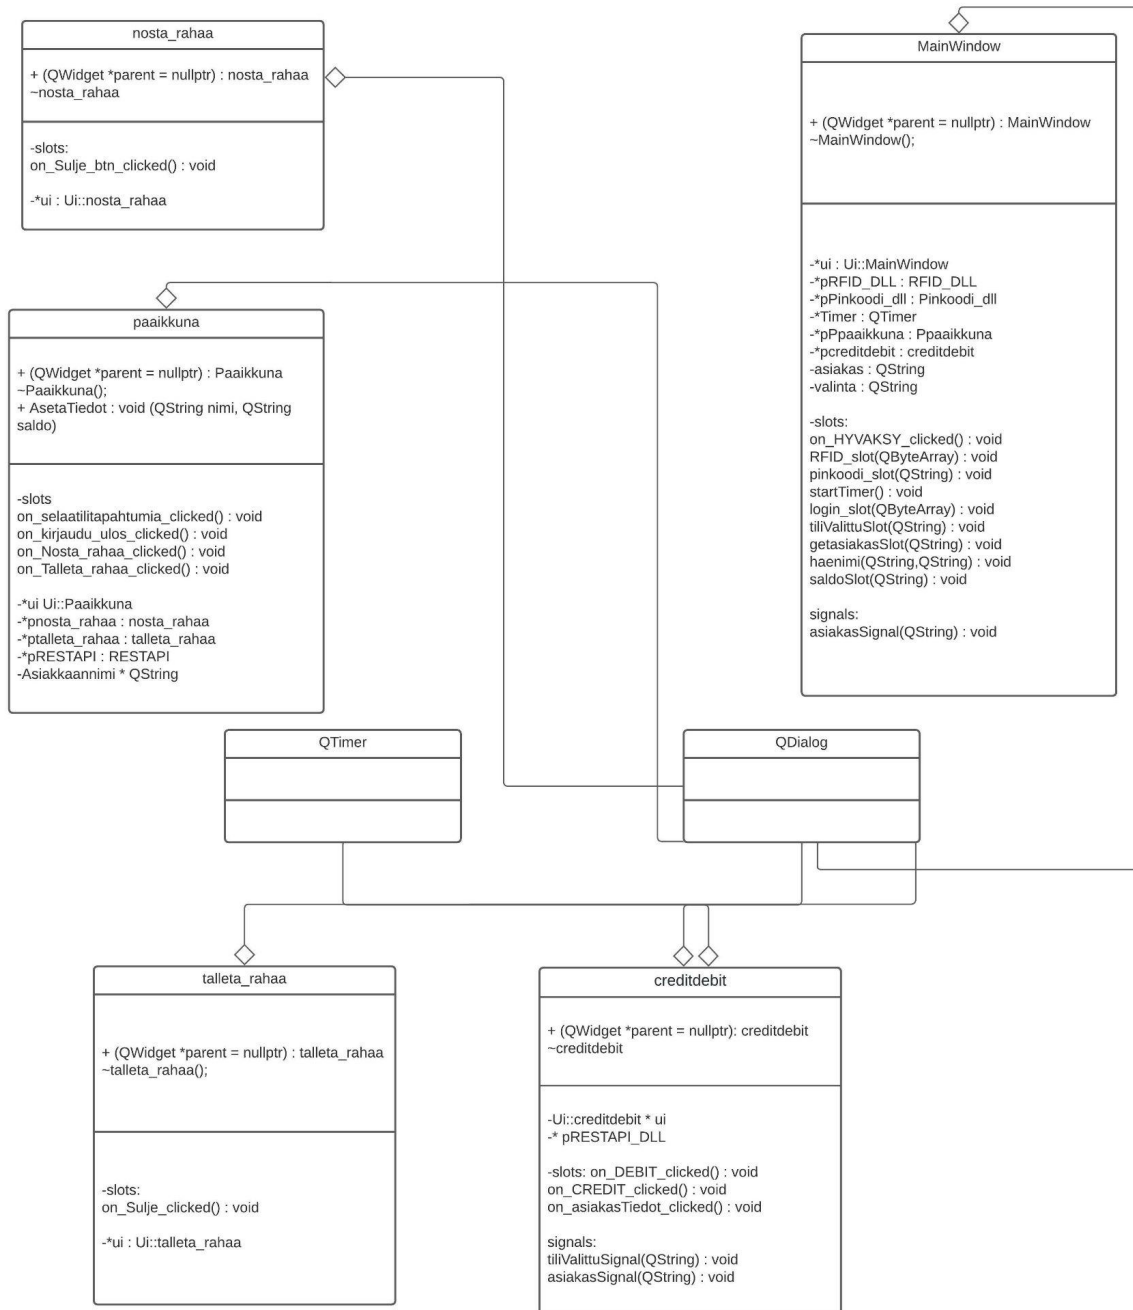 nosta_rahaa
+ (QWidget *parent = nullptr) : nosta_rahaa
~nosta_rahaa
-slots:
on_Sulje_btn_clicked() : void
-*ui : Ui::nosta_rahaa
MainWindow
+ (QWidget *parent = nullptr) : MainWindow
~MainWindow();
-*ui : Ui::MainWindow
-*pRFID_DLL : RFID_DLL
-*pPinkoodi_dll : Pinkoodi_dll
-*Timer : QTimer
-*pPpaaikkuna : Ppaaikkuna
-*pcreditdebit : creditdebit
-asiakas : QString
-valinta : QString
-slots:
on_HYVAKSY_clicked() : void
RFID_slot(QByteArray) : void
pinkoodi_slot(QString) : void
startTimer() : void
login_slot(QByteArray) : void
tiliValittuSlot(QString) : void
getasiakasSlot(QString) : void
haenimi(QString,QString) : void
saldoSlot(QString) : void
signals:
asiakasSignal(QString) : void
paaikkuna
+ (QWidget *parent = nullptr) : Paaikkuna
~Paaikkuna();
+ AsetaTiedot : void (QString nimi, QString
saldo)
-slots
on_selaatilitapahtumia_clicked() : void
on_kirjaudu_ulos_clicked() : void
on_Nosta_rahaa_clicked() : void
on_Talleta_rahaa_clicked() : void
-*ui Ui::Paaikkuna
-*pnosta_rahaa : nosta_rahaa
-*ptalleta_rahaa : talleta_rahaa
-*pRESTAPI : RESTAPI
-Asiakkaannimi * QString
QTimer
QDialog
talleta_rahaa
+ (QWidget *parent = nullptr) : talleta_rahaa
~talleta_rahaa();
-slots:
on_Sulje_clicked() : void
-*ui : Ui::talleta_rahaa
creditdebit
+ (QWidget *parent = nullptr): creditdebit
~creditdebit
-Ui::creditdebit * ui
-* pRESTAPI_DLL
-slots: on_DEBIT_clicked() : void
on_CREDIT_clicked() : void
on_asiakasTiedot_clicked() : void
signals:
tiliValittuSignal(QString) : void
asiakasSignal(QString) : void